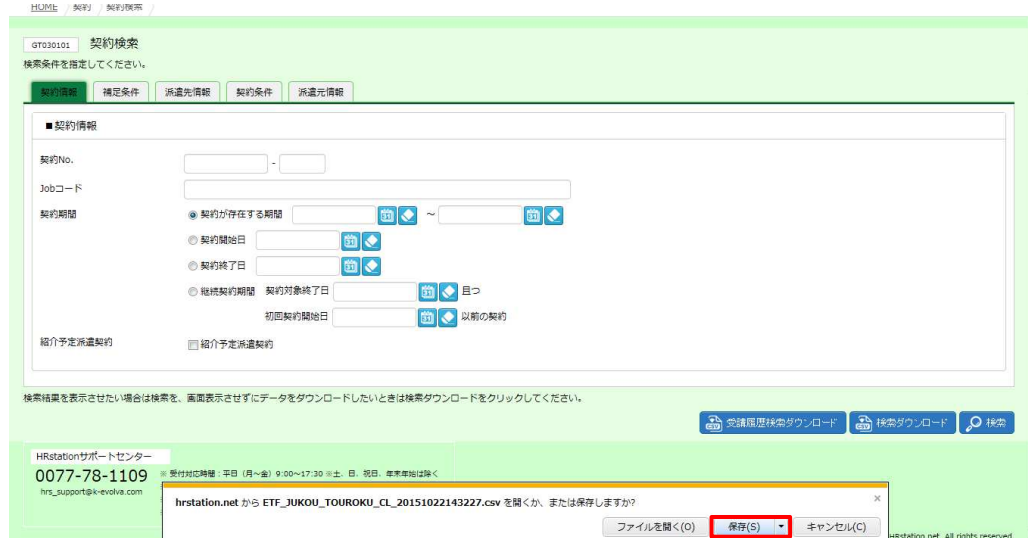 HOME / 契約 / 契約検索 /
GT030101 契約検索
検索条件を指定してください。
契約情報 補足条件 派遣先情報 契約条件 派遣元情報
■契約情報
契約No. -
Jobコード
契約期間 契約が存在する期間 31 ～ 31
契約開始日 31
契約終了日 31
継続契約期間 契約対象終了日 31 且つ
初回契約開始日 31 以前の契約
紹介予定派遣契約 紹介予定派遣契約
検索結果を表示させたい場合は検索を、画面表示させずにデータをダウンロードしたいときは検索ダウンロードをクリックしてください。
CSV 受講履歴検索ダウンロード CSV 検索ダウンロード 検索
HRstationサポートセンター
0077-78-1109 ※ 受付対応時間：平日（月～金）9:00～17:30 ※土、日、祝日、年末年始は除く
hrs_support@k-evolva.com
hrstation.net から ETF_JUKOU_TOUROKU_CL_20151022143227.csv を開くか、または保存しますか? ×
ファイルを開く(O) 保存(S) ▼ キャンセル(C)
HRstation.net. All rights reserved.